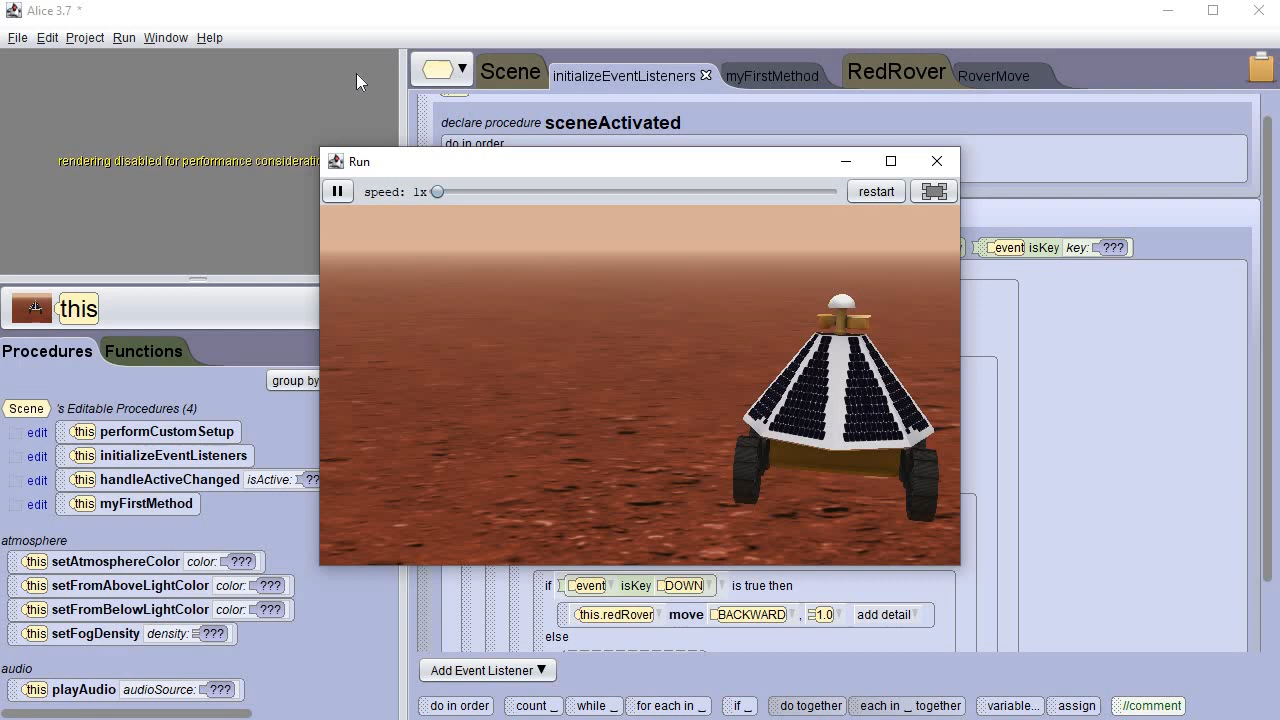 Alice 3.7 *
File Edit Project Run Window Help
Scene initializeEventListeners myFirstMethod RedRover RoverMove
rendering disabled for performance
declare procedure sceneActivated
do in order
Run
speed: 1x restart
event isKey key: ???
this
Procedures Functions
group by
Scene 's Editable Procedures (4)
edit this performCustomSetup
edit this initializeEventListeners
edit this handleActiveChanged isActive: ??
edit this myFirstMethod
atmosphere
this setAtmosphereColor color: ???
this setFromAboveLightColor color: ???
this setFromBelowLightColor color: ???
this setFogDensity density: ???
audio
this playAudio audioSource: ???
if event isKey DOWN is true then
this.redRover move BACKWARD , 1.0 add detail
else
Add Event Listener
do in order count _ while _ for each in _ if _ do together each in _ together variable... assign //comment